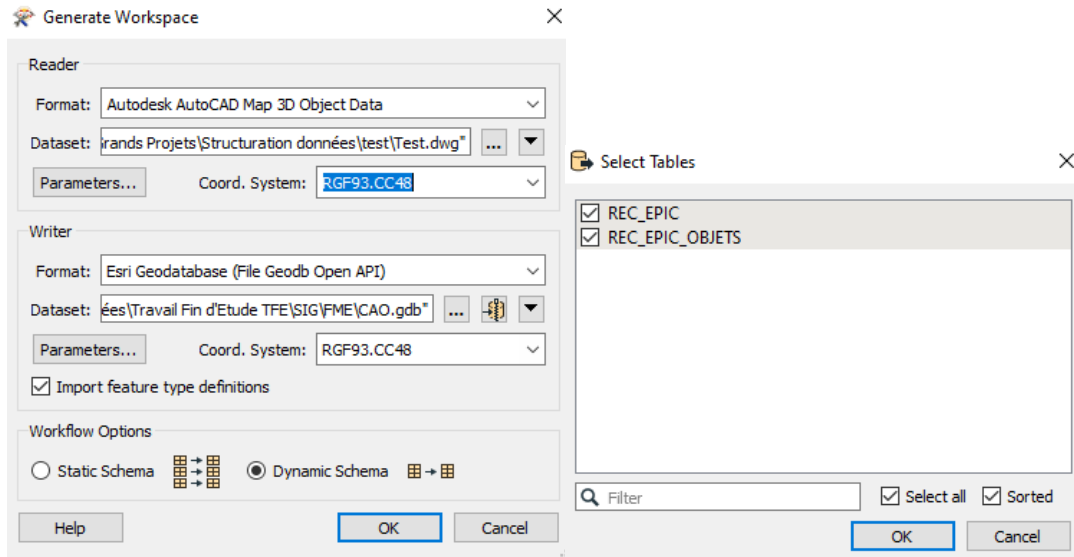 Generate Workspace
Reader
Format: Autodesk AutoCAD Map 3D Object Data
Dataset: Grands Projets\Structuration données\test\Test.dwg" ...
Parameters... Coord. System: RGF93.CC48
Writer
Format: Esri Geodatabase (File Geodb Open API)
Dataset: ées\Travail Fin d'Etude TFE\SIG\FME\CAO.gdb" ...
Parameters... Coord. System: RGF93.CC48
Import feature type definitions
Workflow Options
Static Schema Dynamic Schema
Help OK Cancel
Select Tables
REC_EPIC
REC_EPIC_OBJETS
Filter Select all Sorted
OK Cancel